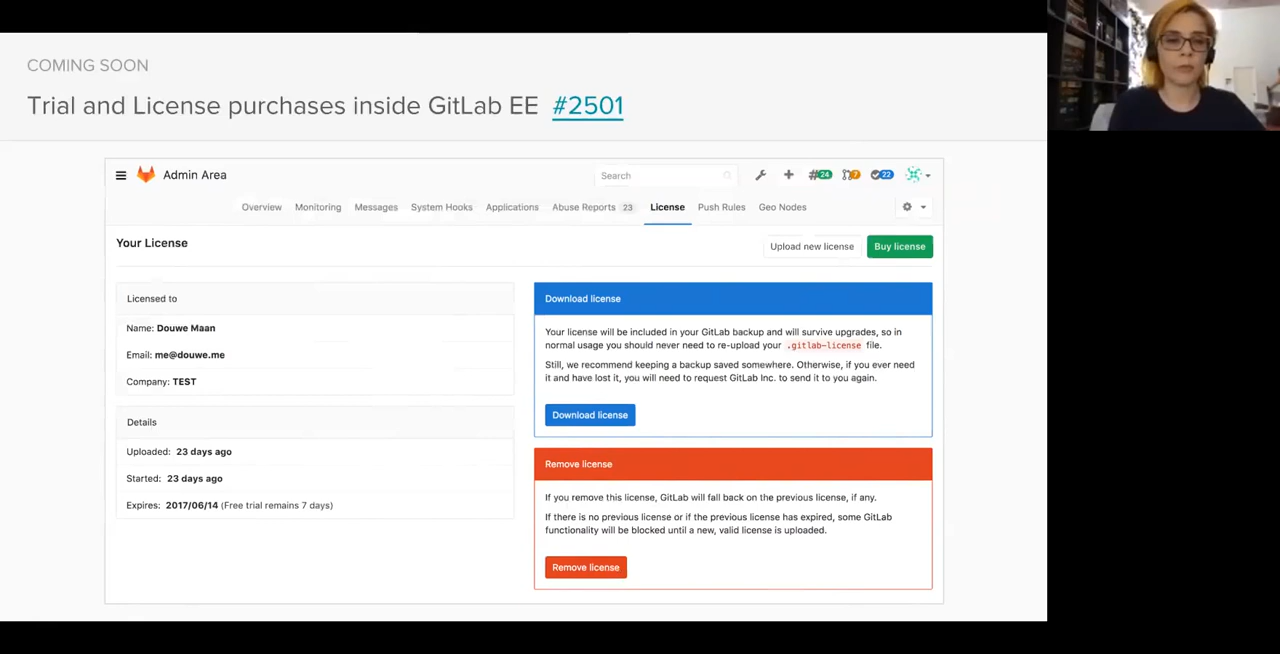 COMING SOON
Trial and License purchases inside GitLab EE #2501
Admin Area
Search
24
7
22
Overview Monitoring Messages System Hooks Applications Abuse Reports 23 License Push Rules Geo Nodes
Your License
Upload new license
Buy license
Licensed to
Name: Douwe Maan
Email: me@douwe.me
Company: TEST
Details
Uploaded: 23 days ago
Started: 23 days ago
Expires: 2017/06/14 (Free trial remains 7 days)
Download license
Your license will be included in your GitLab backup and will survive upgrades, so in
normal usage you should never need to re-upload your .gitlab-license file.
Still, we recommend keeping a backup saved somewhere. Otherwise, if you ever need
it and have lost it, you will need to request GitLab Inc. to send it to you again.
Download license
Remove license
If you remove this license, GitLab will fall back on the previous license, if any.
If there is no previous license or if the previous license has expired, some GitLab
functionality will be blocked until a new, valid license is uploaded.
Remove license